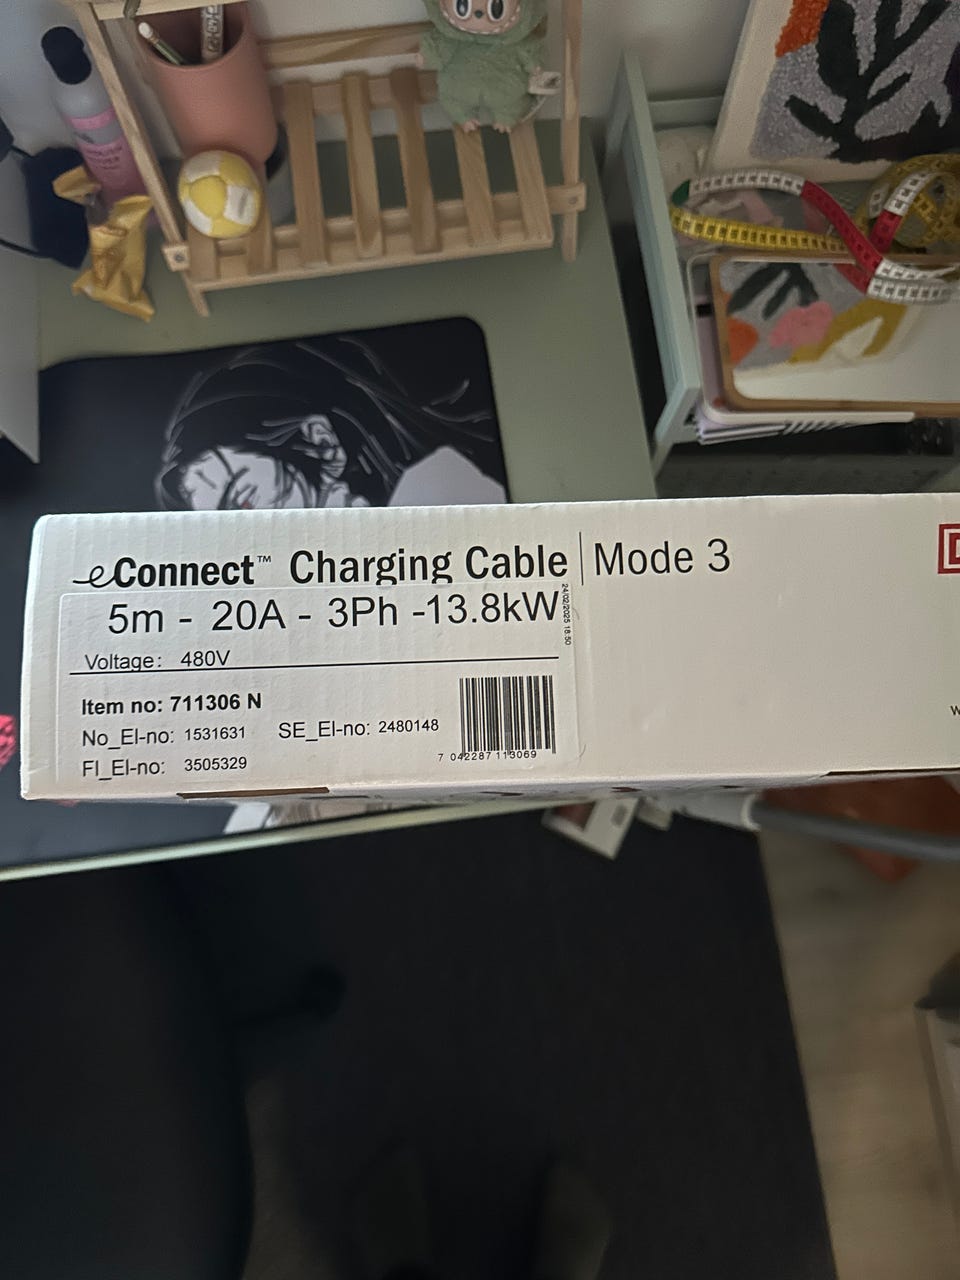 eConnect™ Charging Cable | Mode 3
5m - 20A - 3Ph -13.8kW
24/02/2025 18:50
Voltage: 480V
Item no: 711306 N
No_El-no: 1531631 SE_El-no: 2480148
7 042287 113069
FI_El-no: 3505329